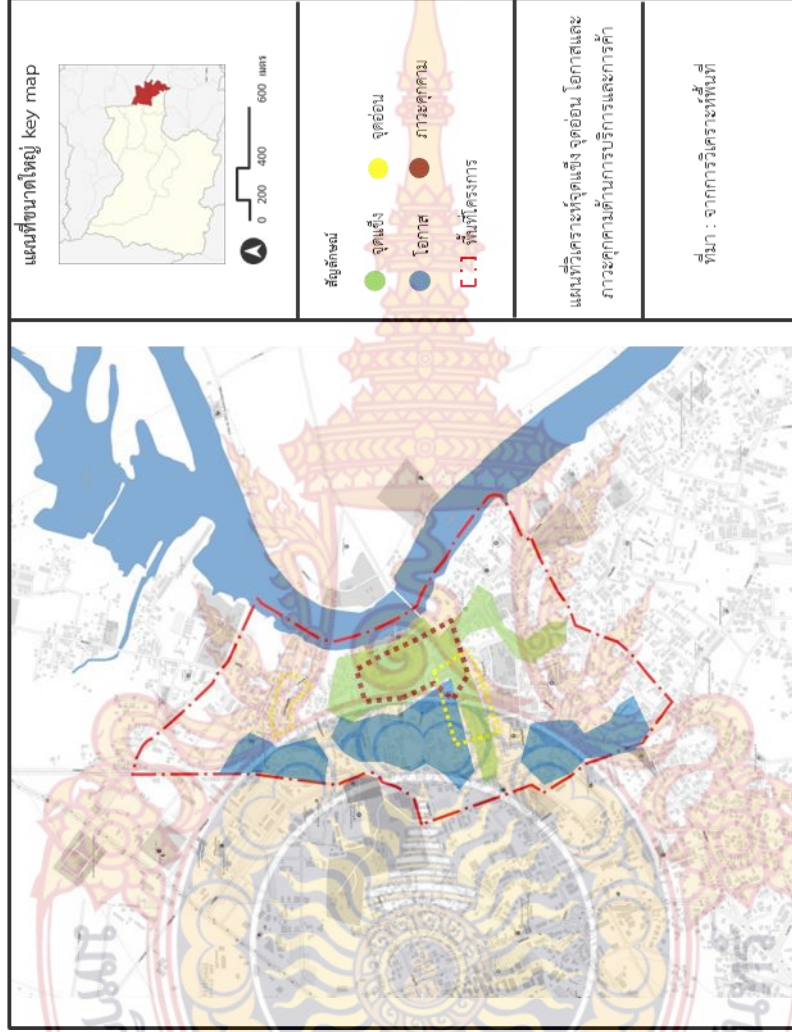 แผนที่ขนาดใหญ่ key map
0 200 400 600 เมตร
สัญลักษณ์
จุดแข็ง จุดอ่อน
โอกาส ภาวะคุกคาม
พื้นที่โครงการ
แผนที่วิเคราะห์จุดแข็ง จุดอ่อน โอกาสและ
ภาวะคุกคามด้านการบริการและการค้า
ที่มา : จากการวิเคราะห์พื้นที่